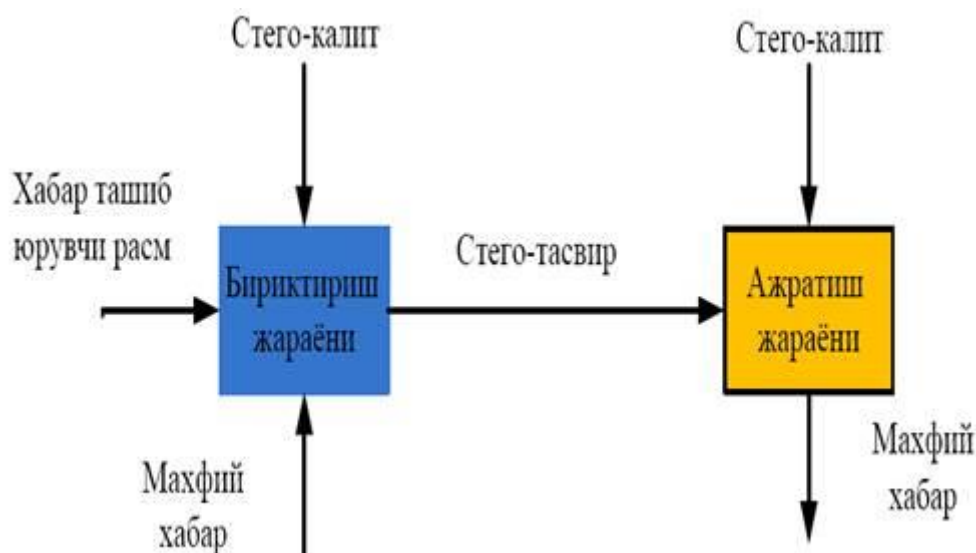 Стего-калит
Стего-калит
Хабар ташиб
юрувчи расм
Бириктириш
жараёни
Стего-тасвир
Ажратиш
жараёни
Махфий
хабар
Махфий
хабар